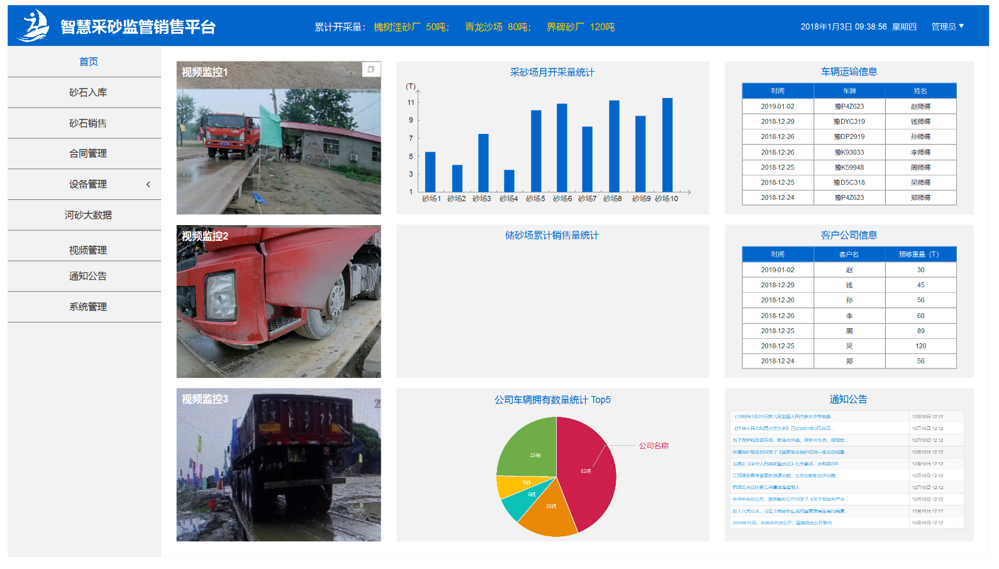 智慧采砂监管销售平台
累计开采量： 槐树洼砂厂 50吨； 青龙沙场 80吨； 界碑砂厂 120吨
2018年1月3日 09:38:56 星期四 管理员
首页
砂石入库
砂石销售
合同管理
设备管理
河砂大数据
视频管理
通知公告
系统管理
视频监控1
视频监控2
视频监控3
采砂场月开采量统计
(T)
11
9
7
5
3
1
砂场1 砂场2 砂场3 砂场4 砂场5 砂场6 砂场7 砂场8 砂场9 砂场10
储砂场累计销售量统计
公司车辆拥有数量统计 Top5
公司名称
62辆
25辆
6辆
8辆
车辆运输信息
时间 车牌 姓名
2019-01-02 豫P4Z623 赵师傅
2018-12-29 豫DYC319 钱师傅
2018-12-26 豫DP2919 孙师傅
2018-12-26 豫K93033 李师傅
2018-12-25 豫K59948 周师傅
2018-12-25 豫D5C318 吴师傅
2018-12-24 豫P4Z623 郑师傅
客户公司信息
时间 客户名 预够重量（T）
2019-01-02 赵 30
2018-12-29 钱 45
2018-12-26 孙 56
2018-12-26 李 60
2018-12-25 周 89
2018-12-25 吴 120
2018-12-24 郑 56
通知公告
（1988年1月21日第六届全国人民代表大会常务委... 12月10日 12:12
《中华人民共和国水文条例》已经2007年3月28日... 12月10日 12:12
为了保护和改善环境，防治水污染，保护水生态，保障饮... 12月10日 12:12
环境保护部近日印发了《国家生态保护红线—生态功能基... 12月10日 12:12
为落实《中华人民共和国水法》有关要求，水利部200 12月10日 12:12
江河湖泊具有重要的资源功能、生态功能和经济功能 12月10日 12:12
12月10日 12:12
中共中央办公厅、国务院办公厅印发了《关于划定并严守... 12月10日 12:12
的十八大以来，习近平同志站在党和国家发展全局的高度... 12月10日 12:12
2016年11月，中共中央办公厅、国务院办公厅联合... 12月10日 12:12